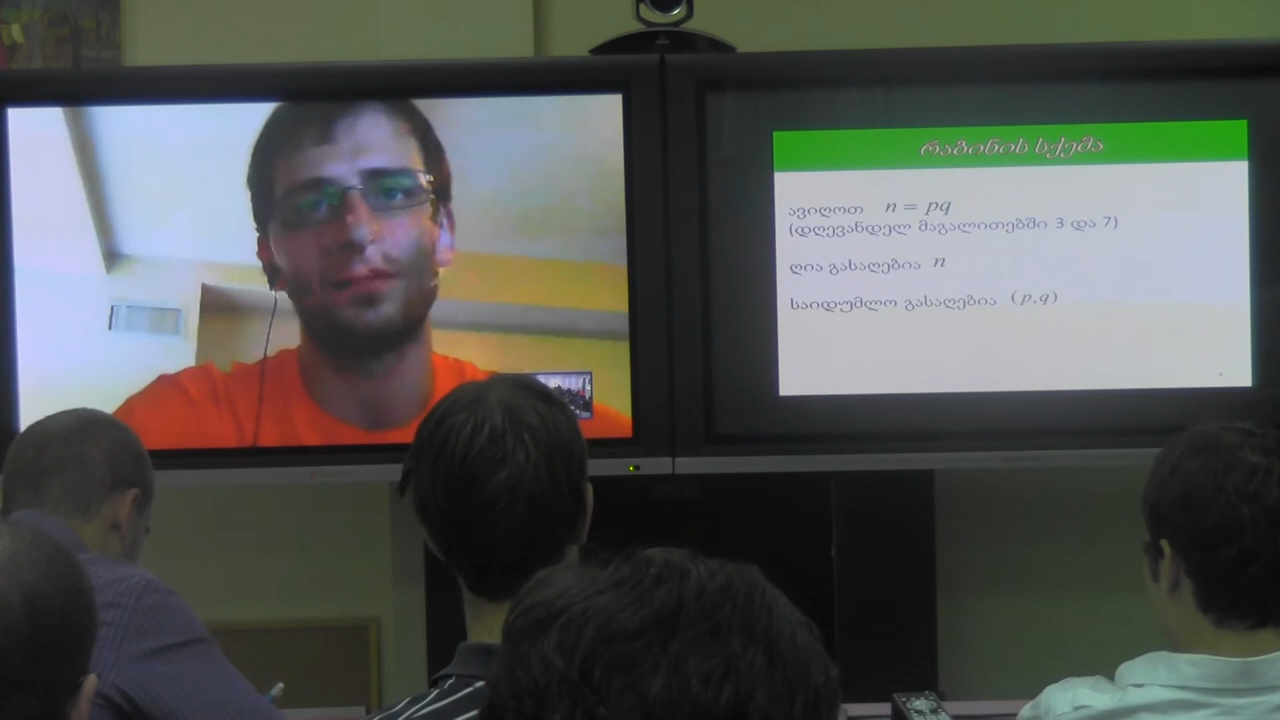 რაბინის სქემა
ავიღოთ n = pq
(დღევანდელ მაგალითებში 3 და 7)
ღია გასაღებია n
საიდუმლო გასაღებია (p,q)